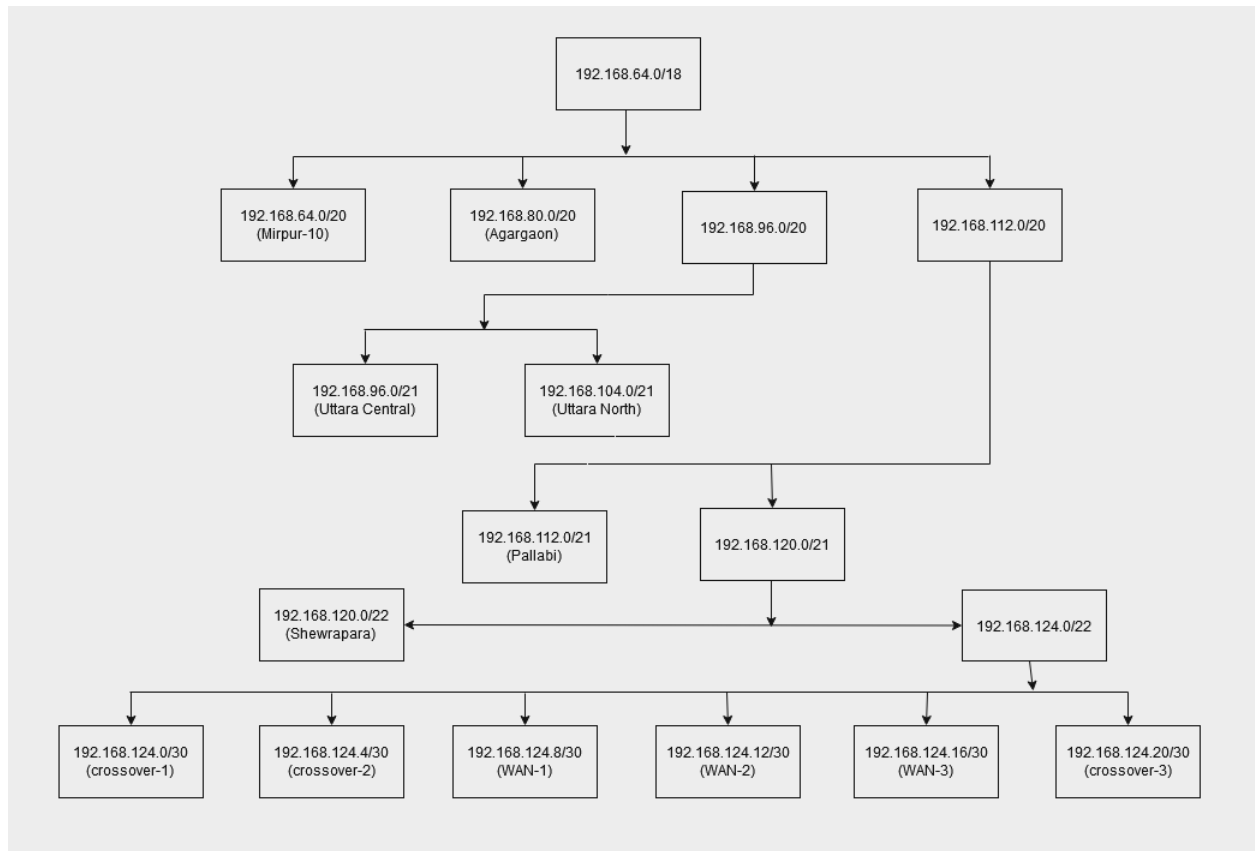 192.168.64.0/18
192.168.64.0/20
(Mirpur-10)
192.168.80.0/20
(Agargaon)
192.168.96.0/20
192.168.112.0/20
192.168.96.0/21
(Uttara Central)
192.168.104.0/21
(Uttara North)
192.168.112.0/21
(Pallabi)
192.168.120.0/21
192.168.120.0/22
(Shewrapara)
192.168.124.0/22
192.168.124.0/30
(crossover-1)
192.168.124.4/30
(crossover-2)
192.168.124.8/30
(WAN-1)
192.168.124.12/30
(WAN-2)
192.168.124.16/30
(WAN-3)
192.168.124.20/30
(crossover-3)